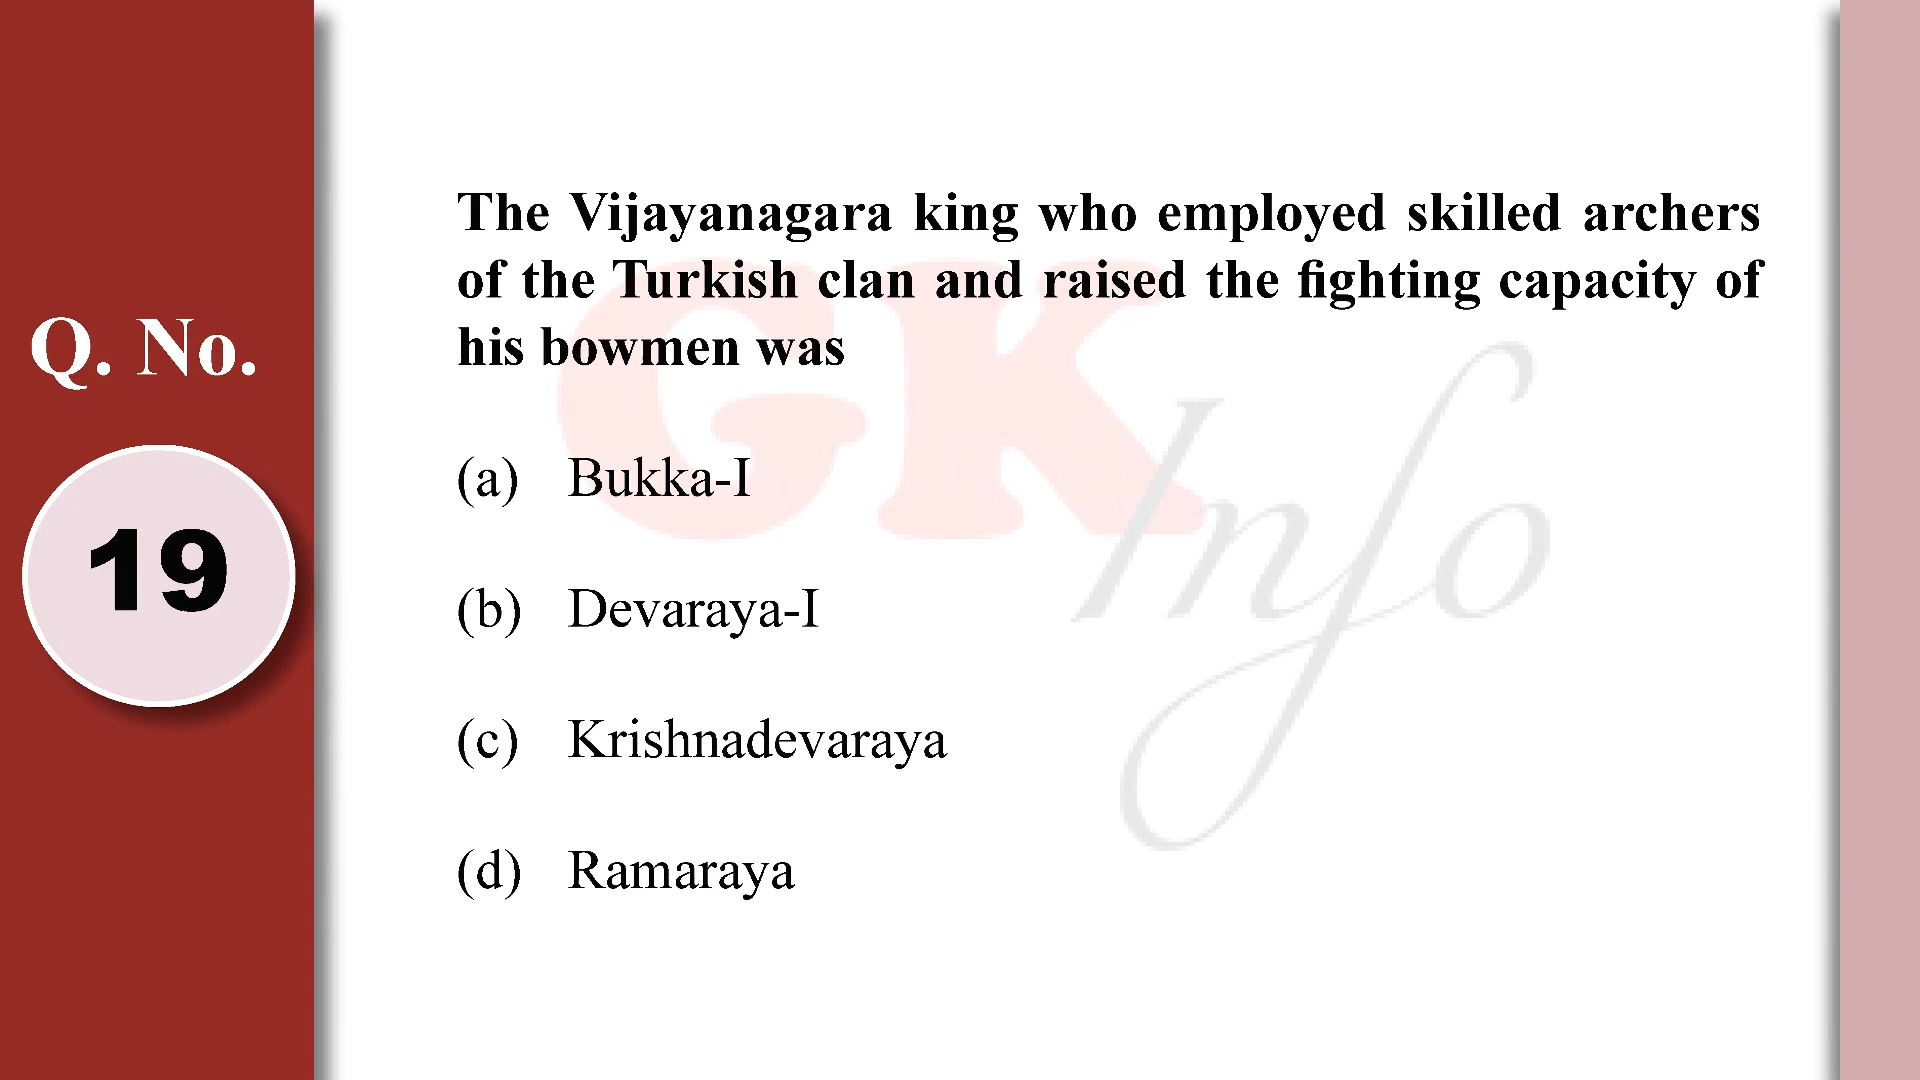 Q. No.
19
The Vijayanagara king who employed skilled archers
of the Turkish clan and raised the fighting capacity of
his bowmen was
(a) Bukka-I
(b) Devaraya-I
(c) Krishnadevaraya
(d) Ramaraya
GK
Info